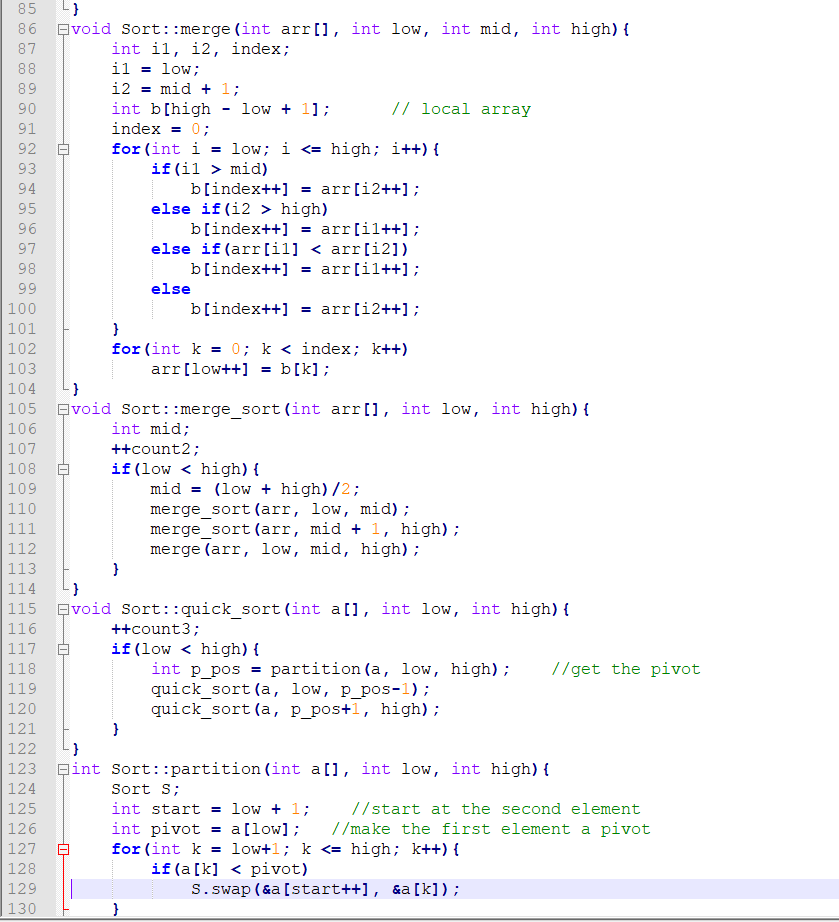 85 }
86 void Sort::merge(int arr[], int low, int mid, int high){
87     int i1, i2, index;
88     i1 = low;
89     i2 = mid + 1;
90     int b[high - low + 1];      // local array
91     index = 0;
92     for(int i = low; i <= high; i++){
93         if(i1 > mid)
94             b[index++] = arr[i2++];
95         else if(i2 > high)
96             b[index++] = arr[i1++];
97         else if(arr[i1] < arr[i2])
98             b[index++] = arr[i1++];
99         else
100             b[index++] = arr[i2++];
101     }
102     for(int k = 0; k < index; k++)
103         arr[low++] = b[k];
104 }
105 void Sort::merge_sort(int arr[], int low, int high){
106     int mid;
107     ++count2;
108     if(low < high){
109         mid = (low + high)/2;
110         merge_sort(arr, low, mid);
111         merge_sort(arr, mid + 1, high);
112         merge(arr, low, mid, high);
113     }
114 }
115 void Sort::quick_sort(int a[], int low, int high){
116     ++count3;
117     if(low < high){
118         int p_pos = partition(a, low, high);    //get the pivot
119         quick_sort(a, low, p_pos-1);
120         quick_sort(a, p_pos+1, high);
121     }
122 }
123 int Sort::partition(int a[], int low, int high){
124     Sort S;
125     int start = low + 1;    //start at the second element
126     int pivot = a[low];   //make the first element a pivot
127     for(int k = low+1; k <= high; k++){
128         if(a[k] < pivot)
129             S.swap(&a[start++], &a[k]);
130     }